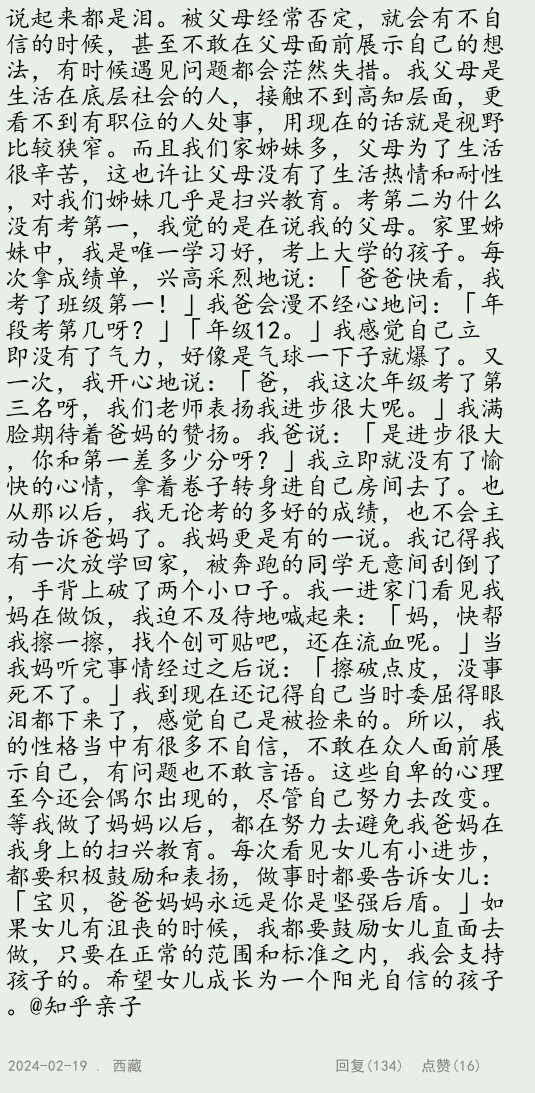 说起来都是泪。被父母经常否定，就会有不自
信的时候，甚至不敢在父母面前展示自己的想
法，有时候遇见问题都会茫然失措。我父母是
生活在底层社会的人，接触不到高知层面，更
看不到有职位的人处事，用现在的话就是视野
比较狭窄。而且我们家姊妹多，父母为了生活
很辛苦，这也许让父母没有了生活热情和耐性
，对我们姊妹几乎是扫兴教育。考第二为什么
没有考第一，我觉的是在说我的父母。家里姊
妹中，我是唯一学习好，考上大学的孩子。每
次拿成绩单，兴高采烈地说：「爸爸快看，我
考了班级第一！」我爸会漫不经心地问：「年
段考第几呀？」「年级12。」我感觉自己立
即没有了气力，好像是气球一下子就爆了。又
一次，我开心地说：「爸，我这次年级考了第
三名呀，我们老师表扬我进步很大呢。」我满
脸期待着爸妈的赞扬。我爸说：「是进步很大
，你和第一差多少分呀？」我立即就没有了愉
快的心情，拿着卷子转身进自己房间去了。也
从那以后，我无论考的多好的成绩，也不会主
动告诉爸妈了。我妈更是有的一说。我记得我
有一次放学回家，被奔跑的同学无意间刮倒了
，手背上破了两个小口子。我一进家门看见我
妈在做饭，我迫不及待地喊起来：「妈，快帮
我擦一擦，找个创可贴吧，还在流血呢。」当
我妈听完事情经过之后说：「擦破点皮，没事
死不了。」我到现在还记得自己当时委屈得眼
泪都下来了，感觉自己是被捡来的。所以，我
的性格当中有很多不自信，不敢在众人面前展
示自己，有问题也不敢言语。这些自卑的心理
至今还会偶尔出现的，尽管自己努力去改变。
等我做了妈妈以后，都在努力去避免我爸妈在
我身上的扫兴教育。每次看见女儿有小进步，
都要积极鼓励和表扬，做事时都要告诉女儿：
「宝贝，爸爸妈妈永远是你是坚强后盾。」如
果女儿有沮丧的时候，我都要鼓励女儿直面去
做，只要在正常的范围和标准之内，我会支持
孩子的。希望女儿成长为一个阳光自信的孩子
。@知乎亲子
2024-02-19 . 西藏 回复(134) 点赞(16)